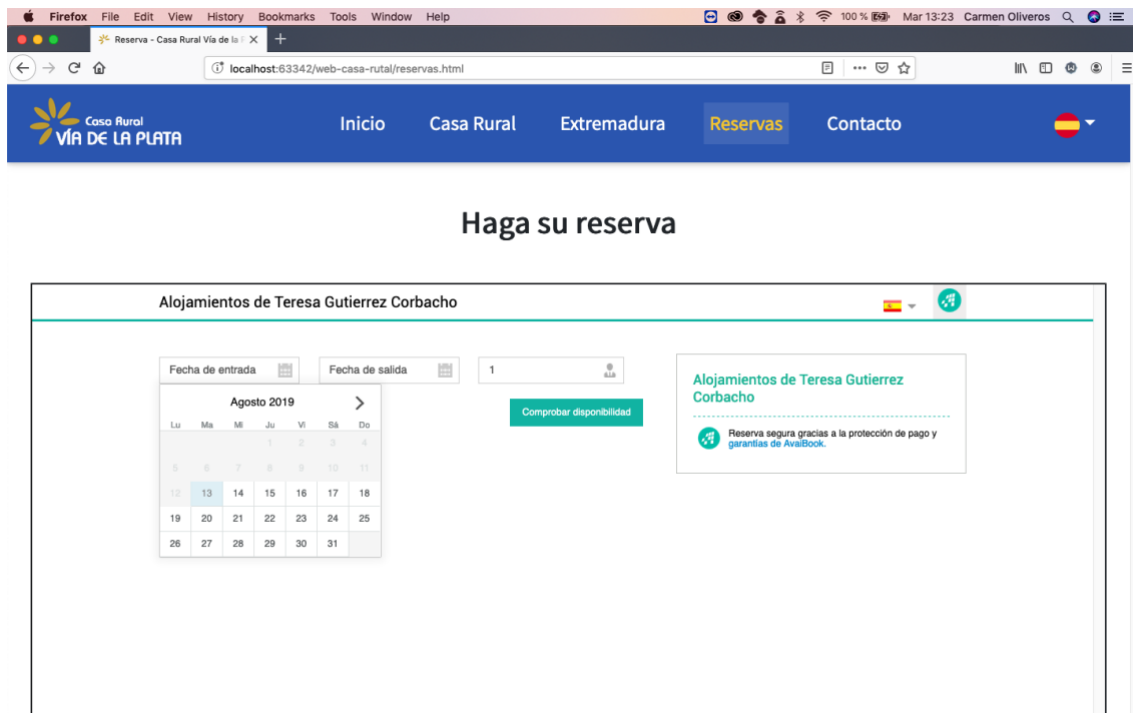 Firefox File Edit View History Bookmarks Tools Window Help 100 % Mar 13:23 Carmen Oliveros
Reserva - Casa Rural Vía de la
localhost:63342/web-casa-rutal/reservas.html
Casa Rural
VÍA DE LA PLATA
Inicio Casa Rural Extremadura Reservas Contacto
Haga su reserva
Alojamientos de Teresa Gutierrez Corbacho
Fecha de entrada Fecha de salida 1
Comprobar disponibilidad
Agosto 2019
Lu Ma Mi Ju Vi Sá Do
1 2 3 4
5 6 7 8 9 10 11
12 13 14 15 16 17 18
19 20 21 22 23 24 25
26 27 28 29 30 31
Alojamientos de Teresa Gutierrez
Corbacho
Reserva segura gracias a la protección de pago y
garantías de AvaiBook.